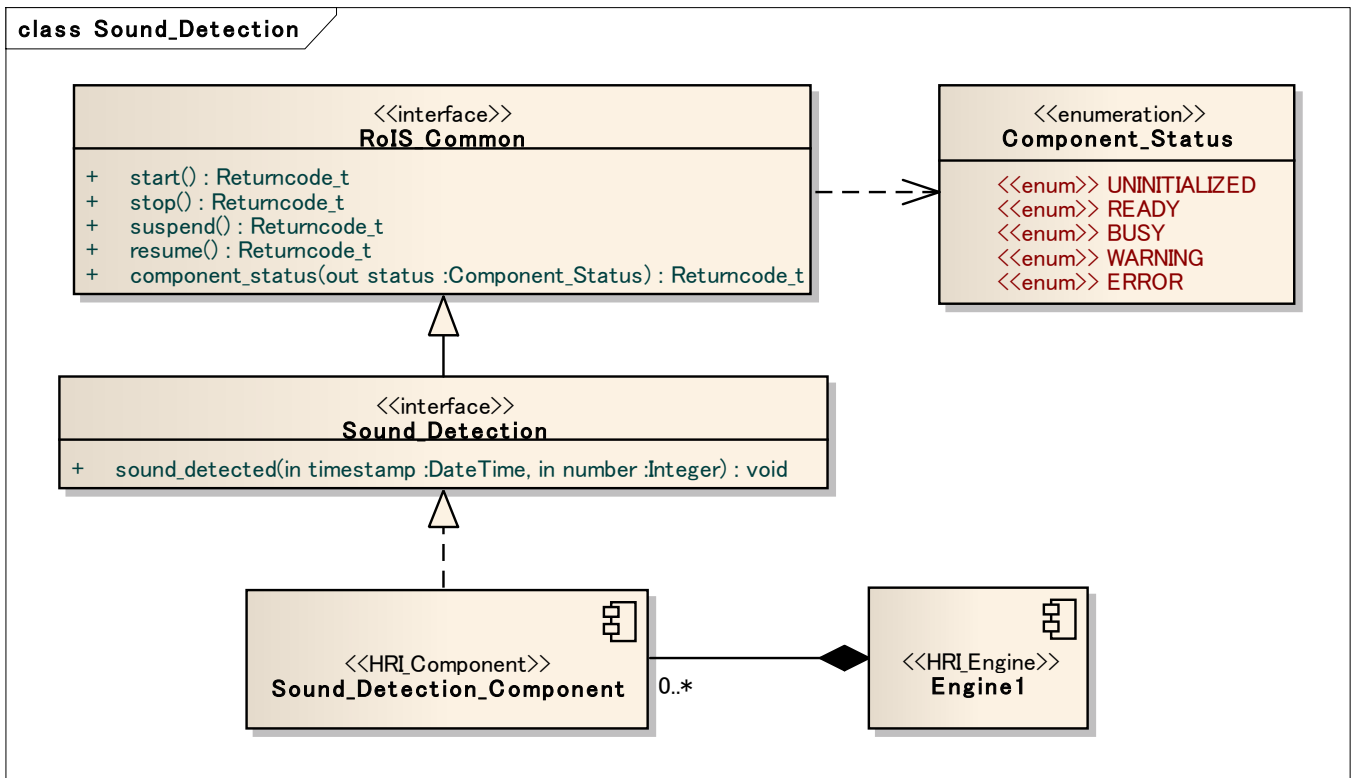 class Sound_Detection
<<interface>>
RoIS_Common
+ start() : Returncode_t
+ stop() : Returncode_t
+ suspend() : Returncode_t
+ resume() : Returncode_t
+ component_status(out status :Component_Status) : Returncode_t
<<enumeration>>
Component_Status
<<enum>> UNINITIALIZED
<<enum>> READY
<<enum>> BUSY
<<enum>> WARNING
<<enum>> ERROR
<<interface>>
Sound_Detection
+ sound_detected(in timestamp :DateTime, in number :Integer) : void
<<HRI_Component>>
Sound_Detection_Component
0..*
<<HRI_Engine>>
Engine1